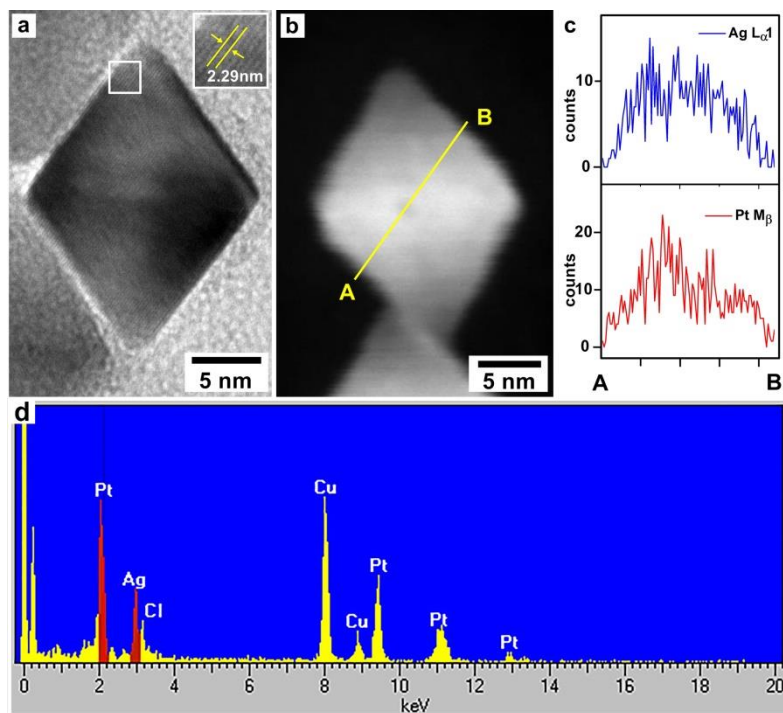 a
2.29nm
5 nm
b
B
A
5 nm
c
Ag Lα1
10
0
counts
Pt Mβ
20
10
0
counts
A B
d
Pt
Ag
Cl
Cu
Cu
Pt
Pt
Pt
0 2 4 6 8 10 12 14 16 18 20
keV